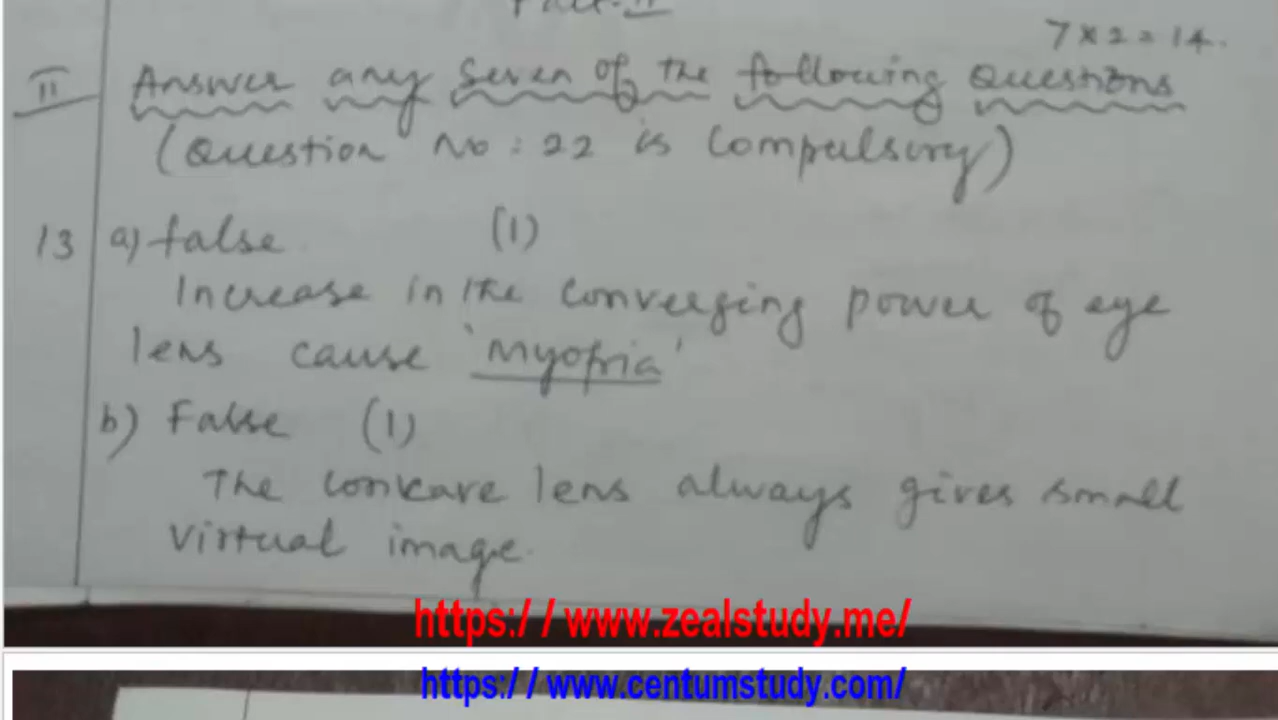 Part-II
7 x 2 = 14.
II Answer any Seven of the following Questions
(Question No : 22 is Compulsory)
13 a) false (1)
Increase in the converging power of eye
lens cause 'Myopia'
b) False (1)
The concave lens always gives small
virtual image.
https://www.zealstudy.me/
https://www.centumstudy.com/